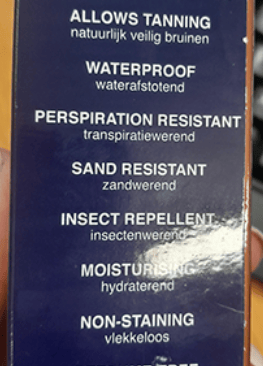 ALLOWS TANNING
natuurlijk veilig bruinen
WATERPROOF
waterafstotend
PERSPIRATION RESISTANT
transpiratiewerend
SAND RESISTANT
zandwerend
INSECT REPELLENT
insectenwerend
MOISTURISING
hydraterend
NON-STAINING
vlekkeloos